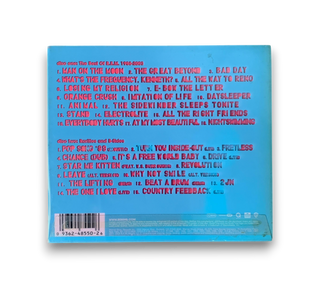 disc one: The Best Of R.E.M. 1988-2003
1. MAN ON THE MOON 2. THE GREAT BEYOND 3. BAD DAY
4. WHAT'S THE FREQUENCY, KENNETH? 5. ALL THE WAY TO RENO
6. LOSING MY RELIGION 7. E-BOW THE LETTER
8. ORANGE CRUSH 9. IMITATION OF LIFE 10. DAYSLEEPER
11. ANIMAL 12. THE SIDEWINDER SLEEPS TONITE
13. STAND 14. ELECTROLITE 15. ALL THE RIGHT FRIENDS
16. EVERYBODY HURTS 17. AT MY MOST BEAUTIFUL 18. NIGHTSWIMMING
disc two: Rarities and B-Sides
1. POP SONG '89 2. TURN YOU INSIDE-OUT 3. FRETLESS
4. CHANCE (DUB) 5. IT'S A FREE WORLD BABY 6. DRIVE
7. STAR ME KITTEN 8. REVOLUTION
9. LEAVE 10. WHY NOT SMILE
11. THE LIFTING 12. BEAT A DRUM 13. 2JN
14. THE ONE I LOVE 15. COUNTRY FEEDBACK
0 9362-48550-2 6